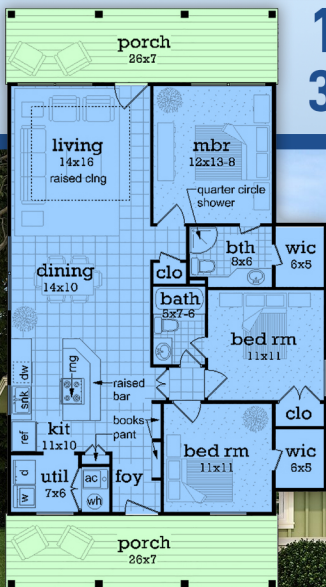 porch
26x7
1
3
living
14x16
raised clng
mbr
12x13-8
quarter circle
shower
bth
8x6
wic
6x5
dining
14x10
clo
bath
5x7-6
bed rm
11x11
dw
rng
snk
raised
bar
clo
ref
kit
11x10
books
pant
bed rm
11x11
wic
6x5
d
w
util
7x6
ac
wh
foy
porch
26x7